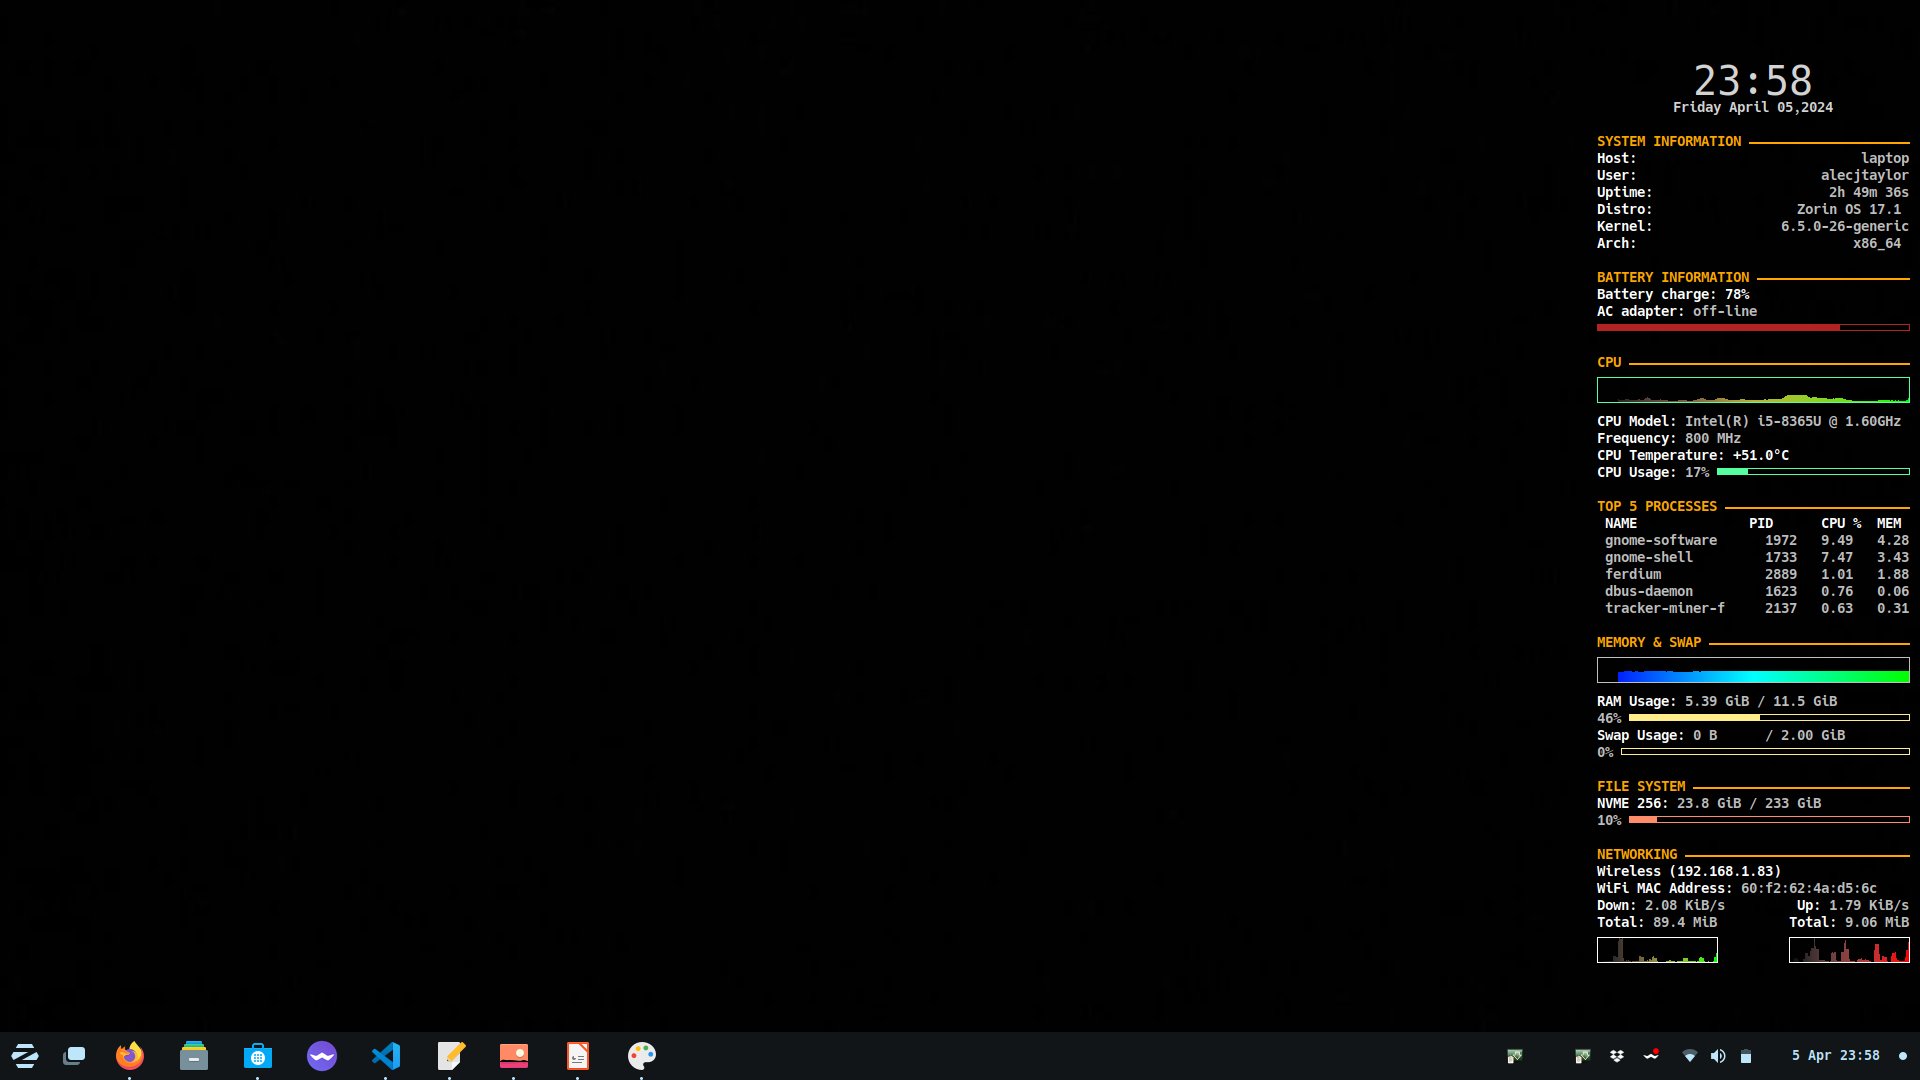 23:58
Friday April 05,2024
SYSTEM INFORMATION
Host: laptop
User: alecjtaylor
Uptime: 2h 49m 36s
Distro: Zorin OS 17.1
Kernel: 6.5.0-26-generic
Arch: x86_64
BATTERY INFORMATION
Battery charge: 78%
AC adapter: off-line
CPU
CPU Model: Intel(R) i5-8365U @ 1.60GHz
Frequency: 800 MHz
CPU Temperature: +51.0°C
CPU Usage: 17%
TOP 5 PROCESSES
NAME PID CPU % MEM
gnome-software 1972 9.49 4.28
gnome-shell 1733 7.47 3.43
ferdium 2889 1.01 1.88
dbus-daemon 1623 0.76 0.06
tracker-miner-f 2137 0.63 0.31
MEMORY & SWAP
RAM Usage: 5.39 GiB / 11.5 GiB
46%
Swap Usage: 0 B / 2.00 GiB
0%
FILE SYSTEM
NVME 256: 23.8 GiB / 233 GiB
10%
NETWORKING
Wireless (192.168.1.83)
WiFi MAC Address: 60:f2:62:4a:d5:6c
Down: 2.08 KiB/s Up: 1.79 KiB/s
Total: 89.4 MiB Total: 9.06 MiB
5 Apr 23:58